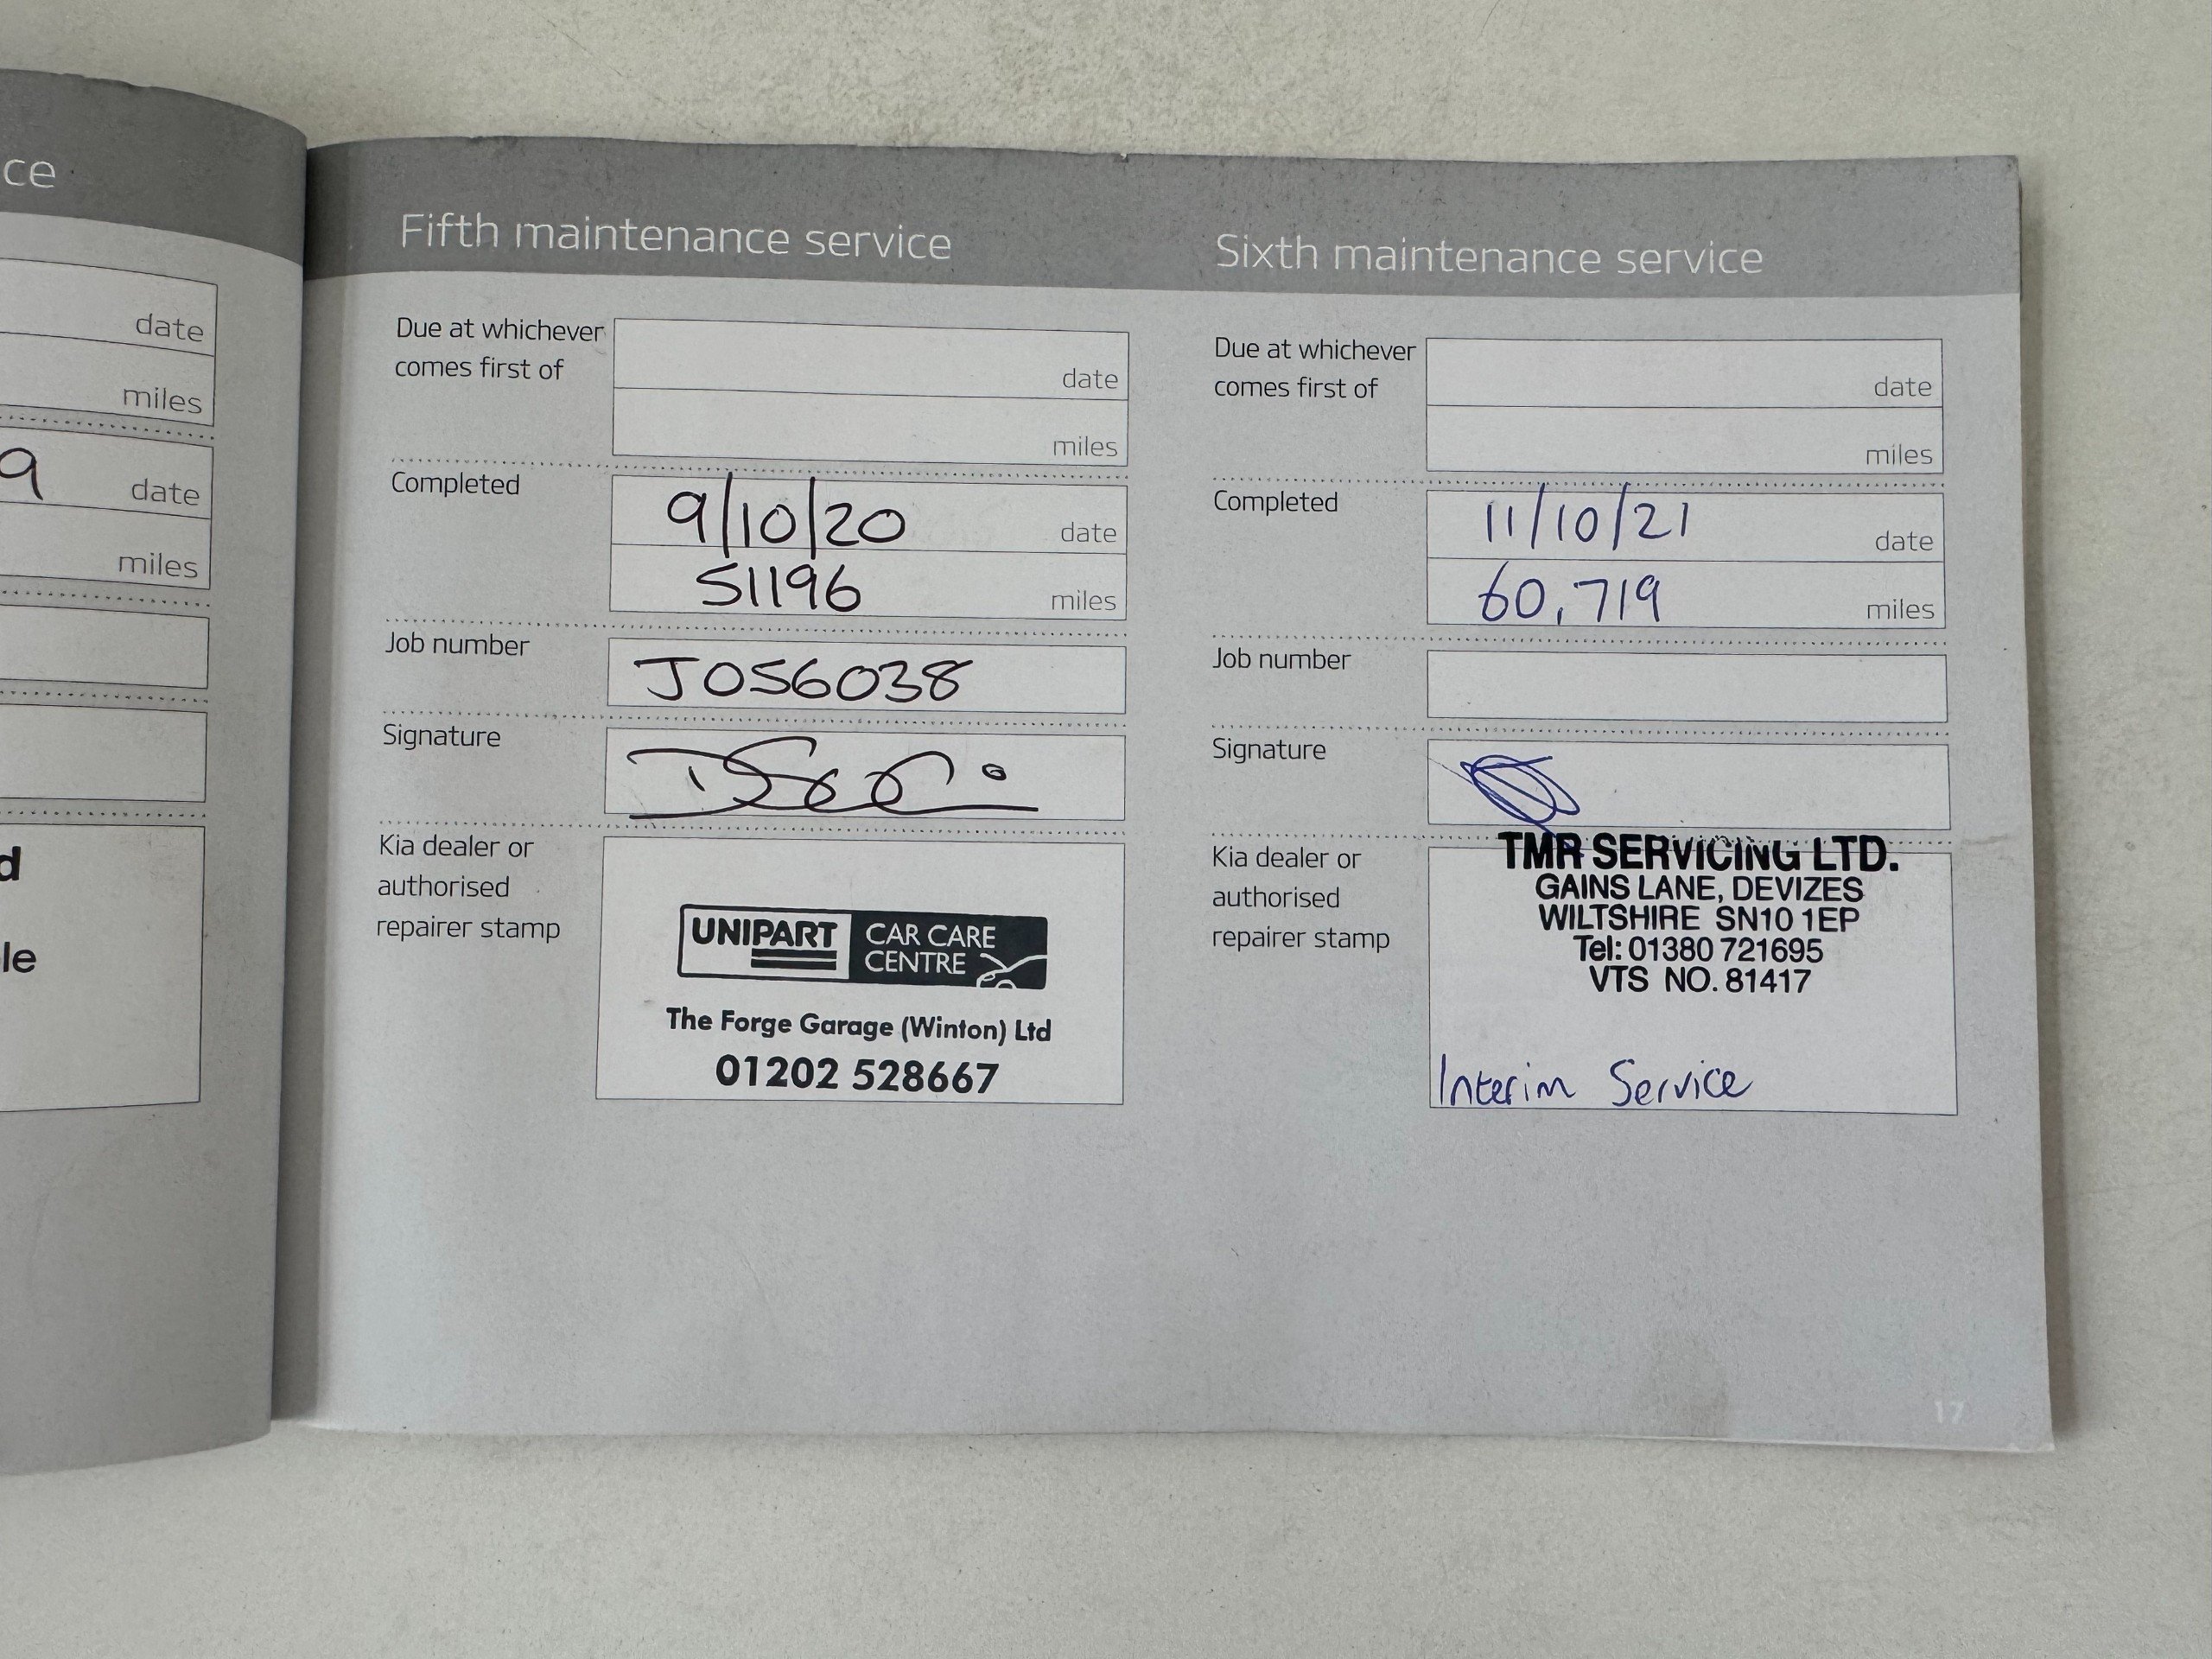 ce
date
miles
9 date
miles
d
le
Fifth maintenance service
Due at whichever
comes first of
date
miles
Completed
9/10/20 date
51196 miles
Job number
J056038
Signature
Kia dealer or
authorised
repairer stamp
UNIPART CAR CARE
CENTRE
The Forge Garage (Winton) Ltd
01202 528667
Sixth maintenance service
Due at whichever
comes first of
date
miles
Completed
11/10/21 date
60,719 miles
Job number
Signature
Kia dealer or
authorised
repairer stamp
TMR SERVICING LTD.
GAINS LANE, DEVIZES
WILTSHIRE SN10 1EP
Tel: 01380 721695
VTS NO. 81417
Interim Service
17